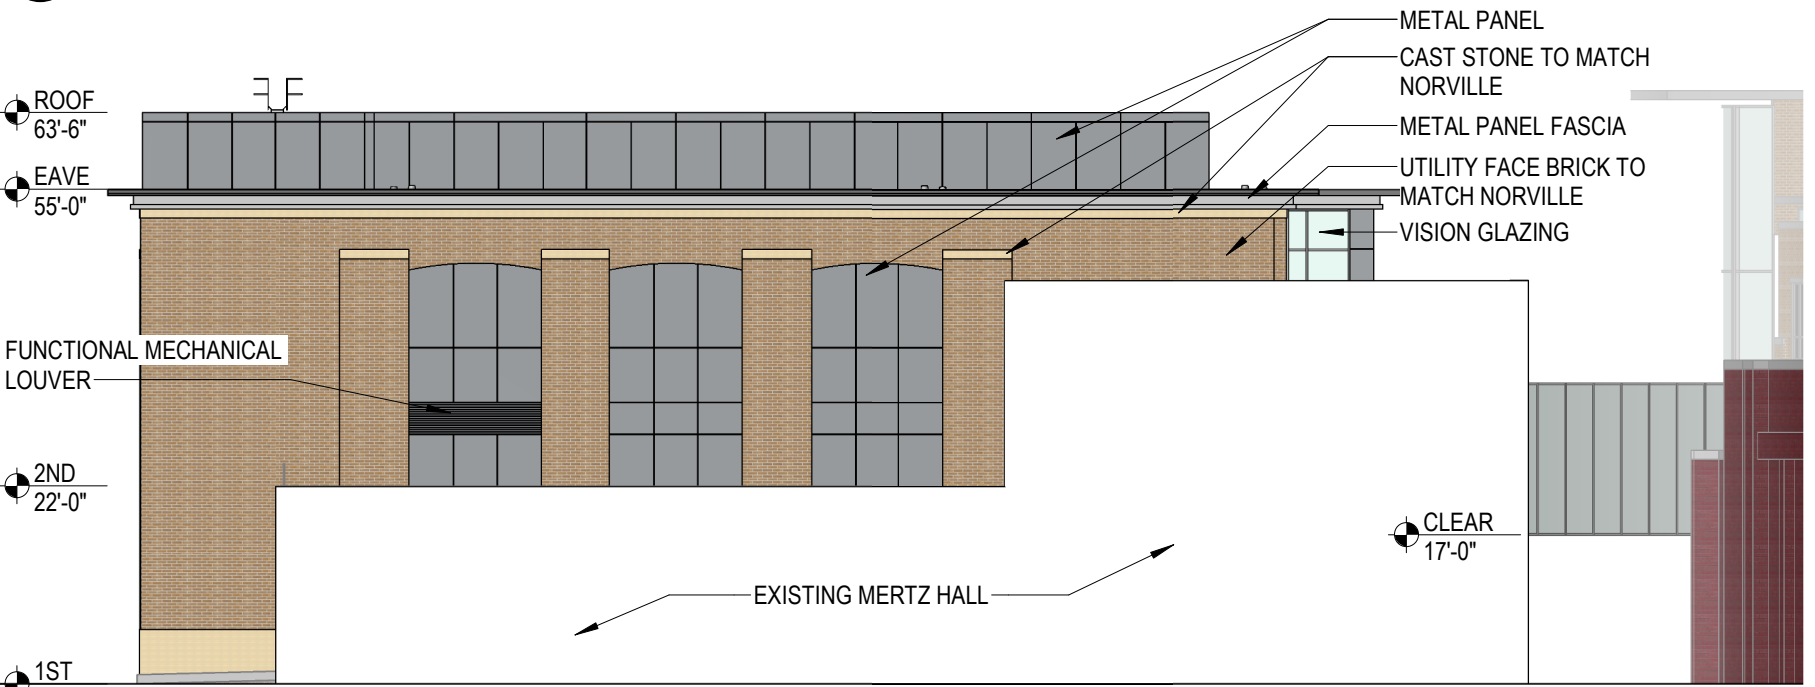 METAL PANEL
CAST STONE TO MATCH
NORVILLE
METAL PANEL FASCIA
UTILITY FACE BRICK TO
MATCH NORVILLE
VISION GLAZING
ROOF
63'-6"
EAVE
55'-0"
FUNCTIONAL MECHANICAL
LOUVER
2ND
22'-0"
CLEAR
17'-0"
EXISTING MERTZ HALL
1ST